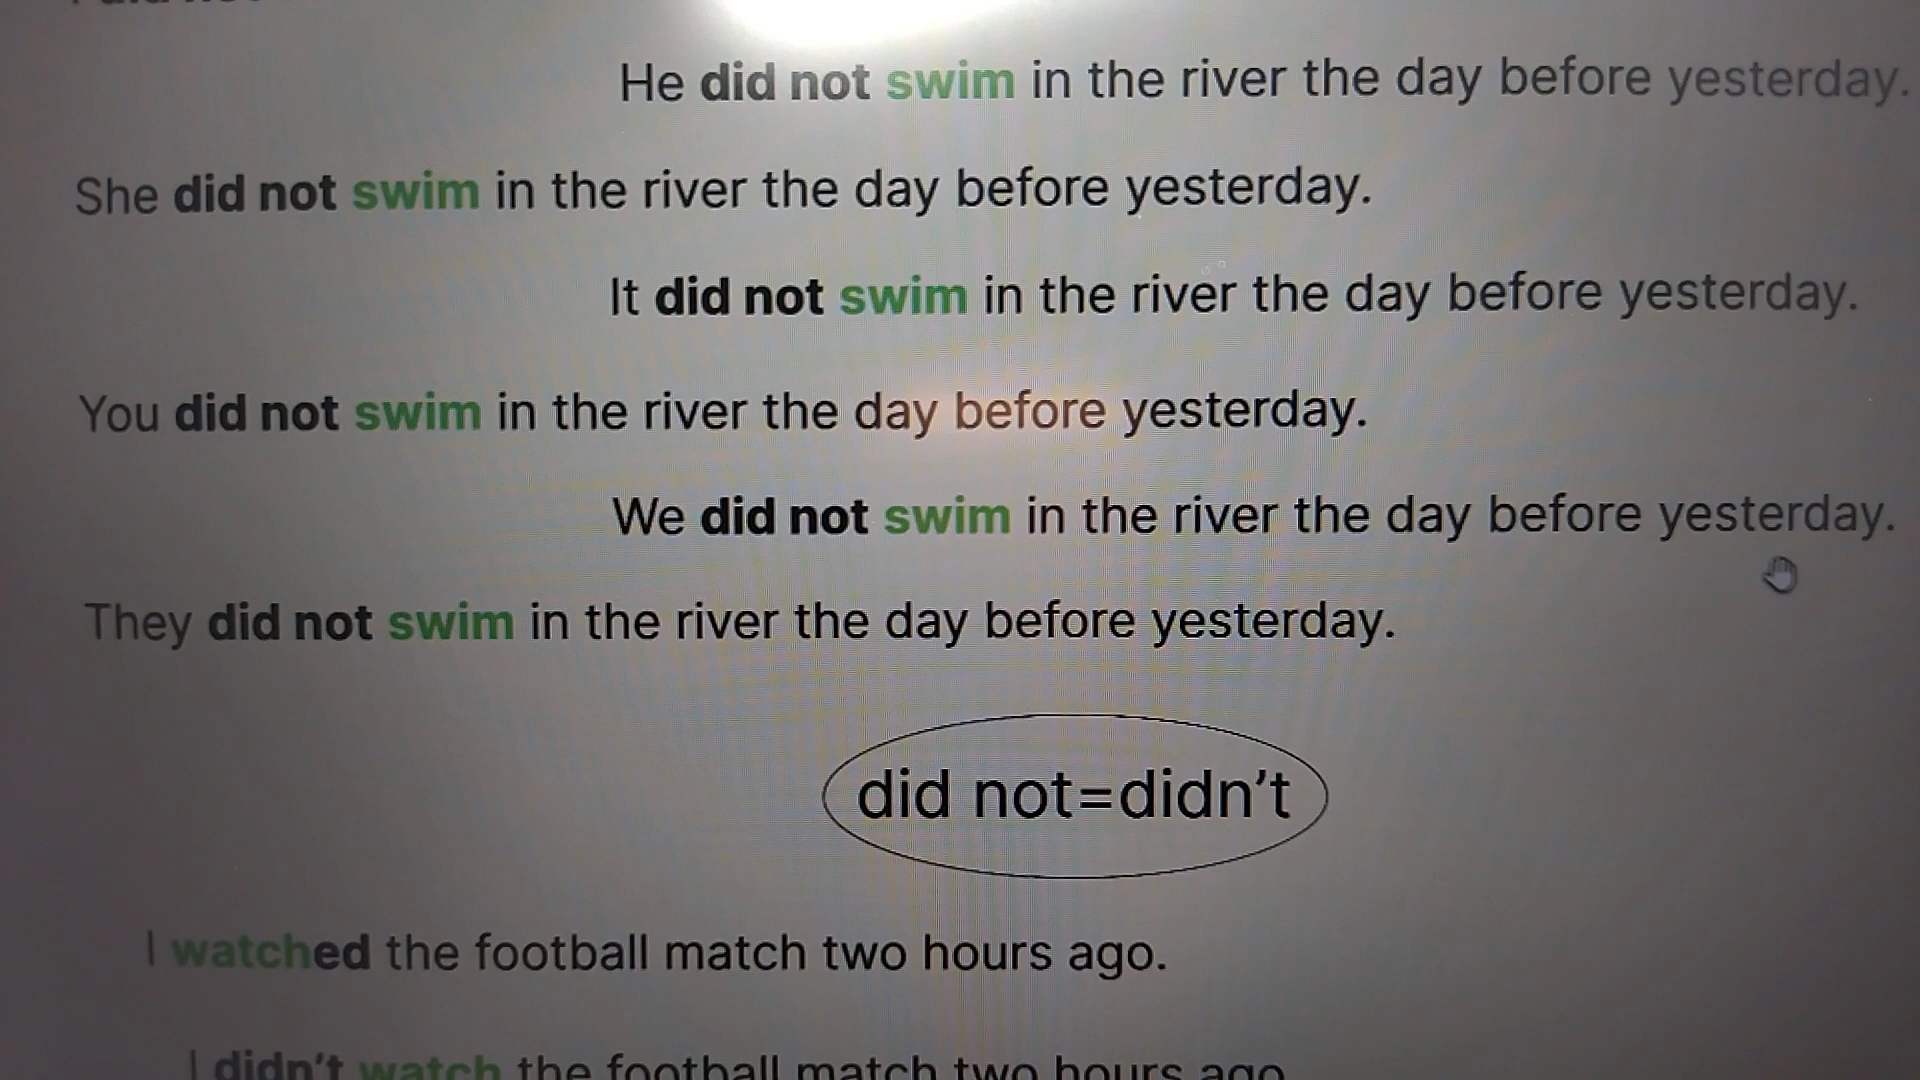 He did not swim in the river the day before yesterday.
She did not swim in the river the day before yesterday.
It did not swim in the river the day before yesterday.
You did not swim in the river the day before yesterday.
We did not swim in the river the day before yesterday.
They did not swim in the river the day before yesterday.
did not=didn't
I watched the football match two hours ago.
I didn't watch the football match two hours ago